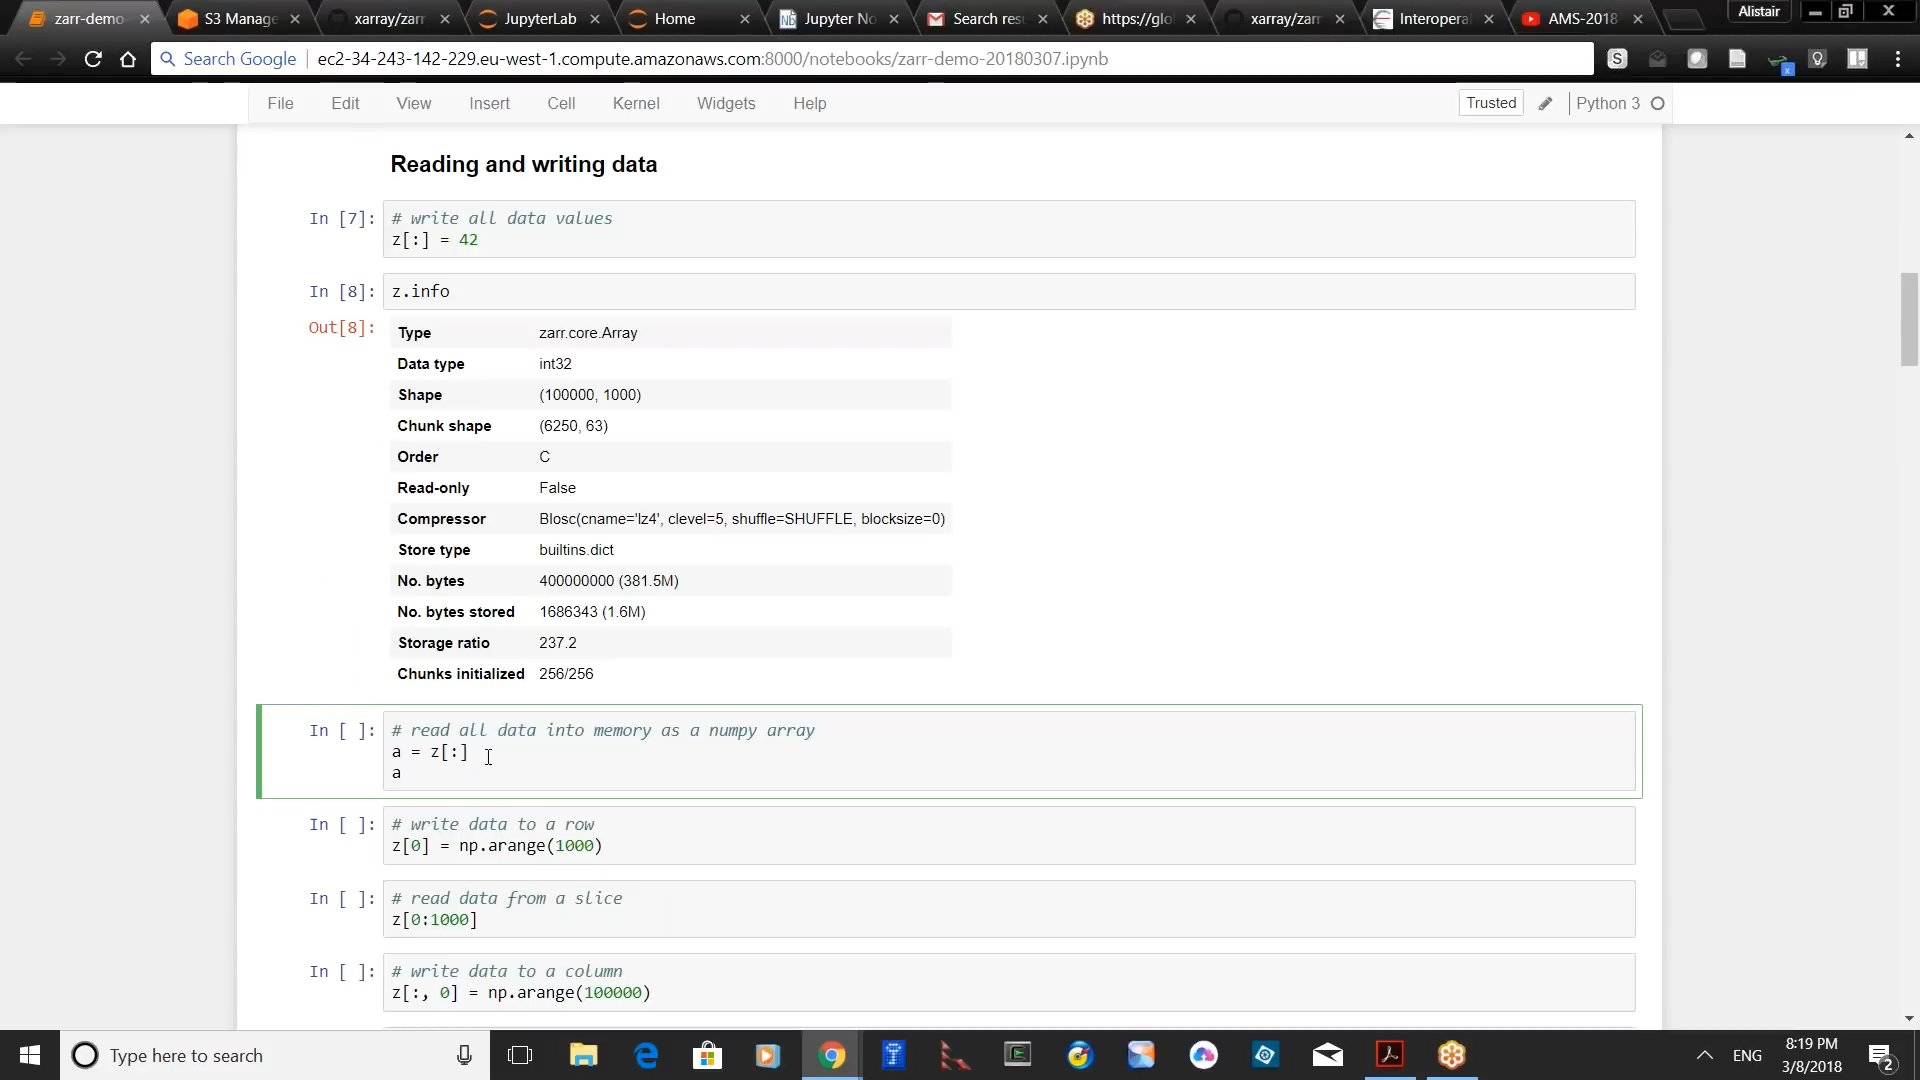 zarr-demo
S3 Manage
xarray/zarr
JupyterLab
Home
Jupyter No
Search res
https://glo
xarray/zarr
Interopera
AMS-2018
Alistair
Search Google
ec2-34-243-142-229.eu-west-1.compute.amazonaws.com:8000/notebooks/zarr-demo-20180307.ipynb
File Edit View Insert Cell Kernel Widgets Help
Trusted
Python 3
Reading and writing data
In [7]: # write all data values
z[:] = 42
In [8]: z.info
Out[8]:
Type zarr.core.Array
Data type int32
Shape (100000, 1000)
Chunk shape (6250, 63)
Order C
Read-only False
Compressor Blosc(cname='lz4', clevel=5, shuffle=SHUFFLE, blocksize=0)
Store type builtins.dict
No. bytes 400000000 (381.5M)
No. bytes stored 1686343 (1.6M)
Storage ratio 237.2
Chunks initialized 256/256
In [ ]: # read all data into memory as a numpy array
a = z[:]
a
In [ ]: # write data to a row
z[0] = np.arange(1000)
In [ ]: # read data from a slice
z[0:1000]
In [ ]: # write data to a column
z[:, 0] = np.arange(100000)
Type here to search
ENG
8:19 PM
3/8/2018
2